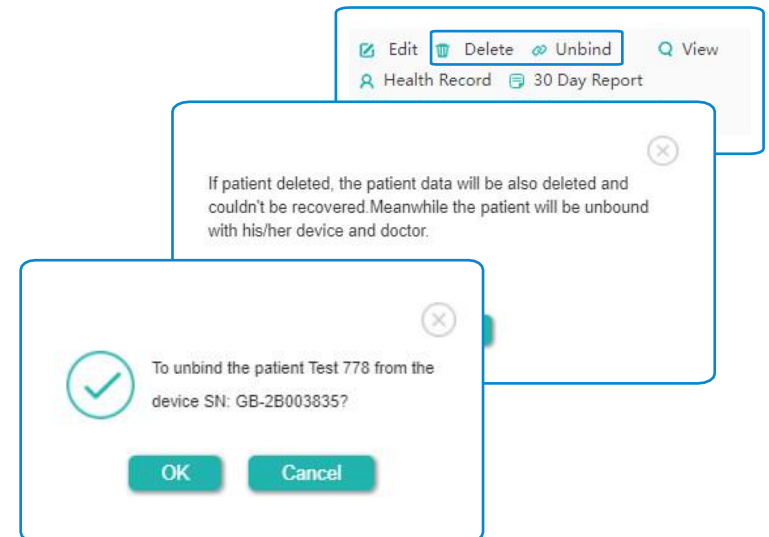 Edit Delete Unbind View
Health Record 30 Day Report
If patient deleted, the patient data will be also deleted and
couldn't be recovered.Meanwhile the patient will be unbound
with his/her device and doctor.
To unbind the patient Test 778 from the
device SN: GB-2B003835?
OK Cancel